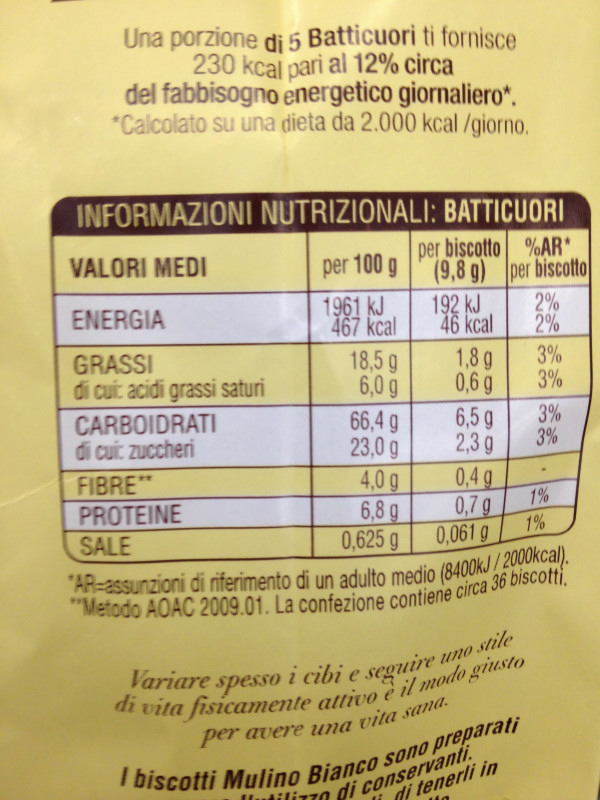 Una porzione di 5 Batticuori ti fornisce
230 kcal pari al 12% circa
del fabbisogno energetico giornaliero*.
*Calcolato su una dieta da 2.000 kcal /giorno.
INFORMAZIONI NUTRIZIONALI: BATTICUORI
VALORI MEDI per 100 g per biscotto (9,8 g) %AR* per biscotto
ENERGIA 1961 kJ 192 kJ 2%
467 kcal 46 kcal 2%
GRASSI 18,5 g 1,8 g 3%
di cui: acidi grassi saturi 6,0 g 0,6 g 3%
CARBOIDRATI 66,4 g 6,5 g 3%
di cui: zuccheri 23,0 g 2,3 g 3%
FIBRE** 4,0 g 0,4 g -
PROTEINE 6,8 g 0,7 g 1%
SALE 0,625 g 0,061 g 1%
*AR=assunzioni di riferimento di un adulto medio (8400kJ / 2000kcal).
**Metodo AOAC 2009.01. La confezione contiene circa 36 biscotti.
Variare spesso i cibi e seguire uno stile
di vita fisicamente attivo è il modo giusto
per avere una vita sana.
I biscotti Mulino Bianco sono preparati
di conservanti.
di tenerli in